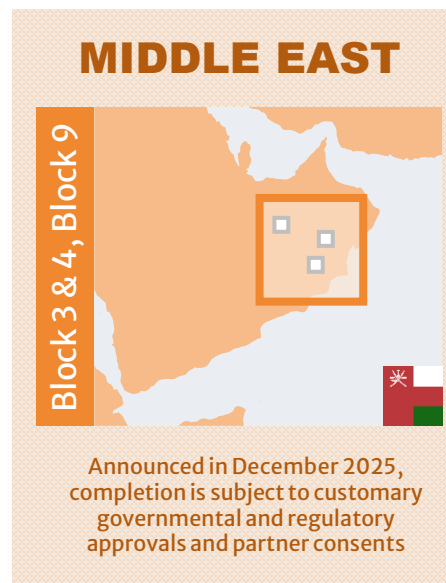 MIDDLE EAST
Block 3 & 4, Block 9
Announced in December 2025,
completion is subject to customary
governmental and regulatory
approvals and partner consents